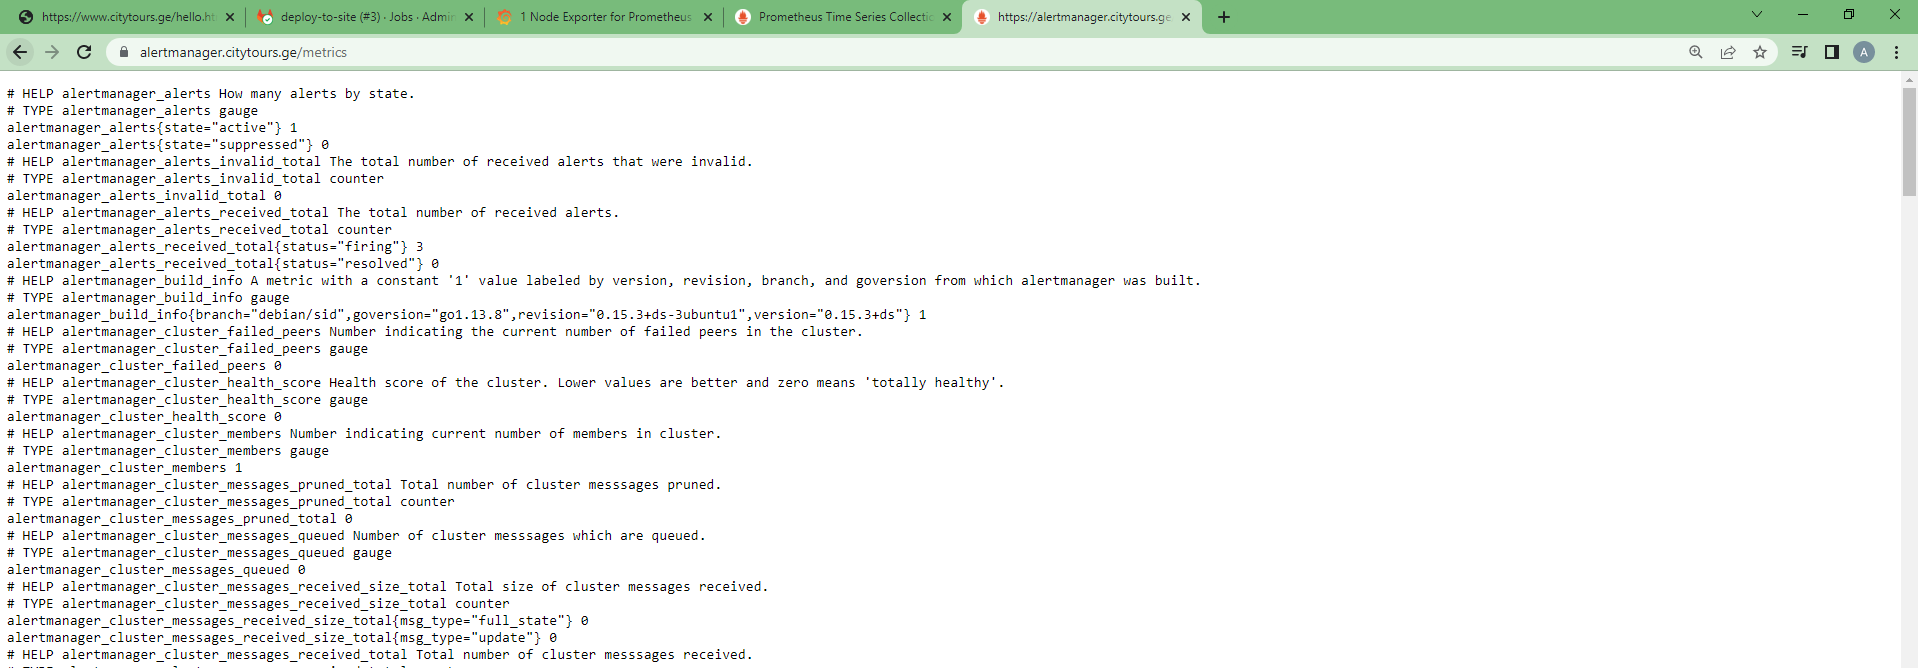 https://www.citytours.ge/hello.ht
deploy-to-site (#3) · Jobs · Admin
1 Node Exporter for Prometheus
Prometheus Time Series Collectio
https://alertmanager.citytours.ge
alertmanager.citytours.ge/metrics
A
# HELP alertmanager_alerts How many alerts by state.
# TYPE alertmanager_alerts gauge
alertmanager_alerts{state="active"} 1
alertmanager_alerts{state="suppressed"} 0
# HELP alertmanager_alerts_invalid_total The total number of received alerts that were invalid.
# TYPE alertmanager_alerts_invalid_total counter
alertmanager_alerts_invalid_total 0
# HELP alertmanager_alerts_received_total The total number of received alerts.
# TYPE alertmanager_alerts_received_total counter
alertmanager_alerts_received_total{status="firing"} 3
alertmanager_alerts_received_total{status="resolved"} 0
# HELP alertmanager_build_info A metric with a constant '1' value labeled by version, revision, branch, and goversion from which alertmanager was built.
# TYPE alertmanager_build_info gauge
alertmanager_build_info{branch="debian/sid",goversion="go1.13.8",revision="0.15.3+ds-3ubuntu1",version="0.15.3+ds"} 1
# HELP alertmanager_cluster_failed_peers Number indicating the current number of failed peers in the cluster.
# TYPE alertmanager_cluster_failed_peers gauge
alertmanager_cluster_failed_peers 0
# HELP alertmanager_cluster_health_score Health score of the cluster. Lower values are better and zero means 'totally healthy'.
# TYPE alertmanager_cluster_health_score gauge
alertmanager_cluster_health_score 0
# HELP alertmanager_cluster_members Number indicating current number of members in cluster.
# TYPE alertmanager_cluster_members gauge
alertmanager_cluster_members 1
# HELP alertmanager_cluster_messages_pruned_total Total number of cluster messsages pruned.
# TYPE alertmanager_cluster_messages_pruned_total counter
alertmanager_cluster_messages_pruned_total 0
# HELP alertmanager_cluster_messages_queued Number of cluster messsages which are queued.
# TYPE alertmanager_cluster_messages_queued gauge
alertmanager_cluster_messages_queued 0
# HELP alertmanager_cluster_messages_received_size_total Total size of cluster messages received.
# TYPE alertmanager_cluster_messages_received_size_total counter
alertmanager_cluster_messages_received_size_total{msg_type="full_state"} 0
alertmanager_cluster_messages_received_size_total{msg_type="update"} 0
# HELP alertmanager_cluster_messages_received_total Total number of cluster messsages received.